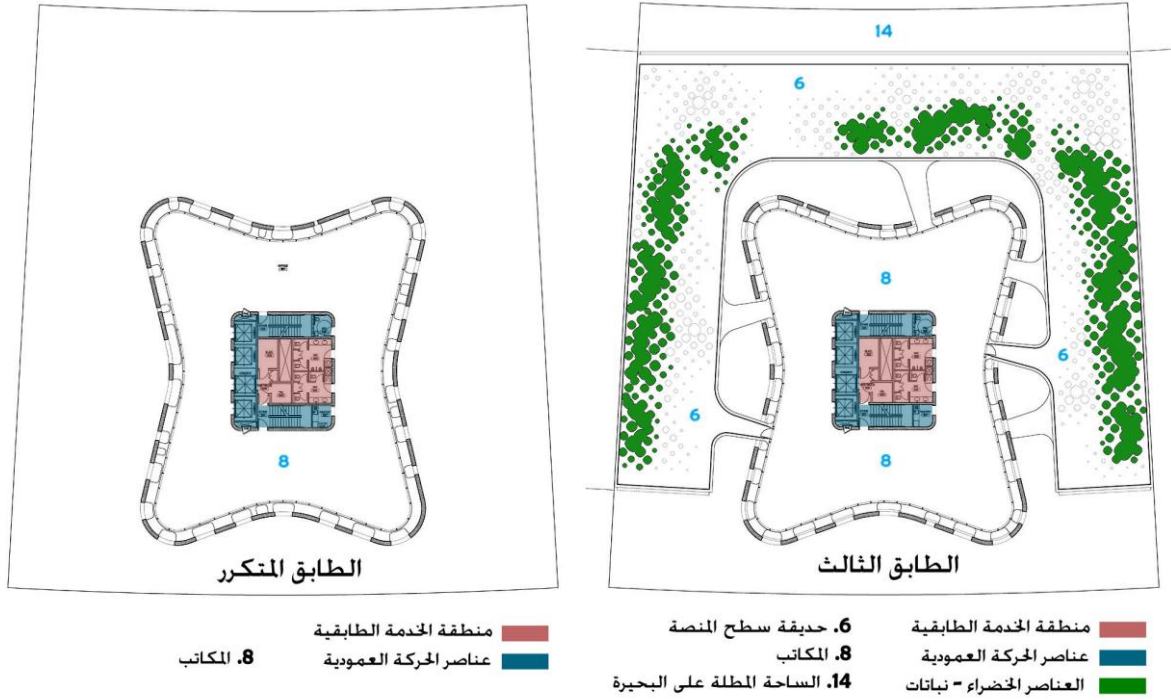 14
6
8
6
6
8
8
الطابق الثالث
الطابق المتكرر
منطقة الخدمة الطابقية
6. حديقة سطح المنصة
عناصر الحركة العمودية
8. المكاتب
العناصر الخضراء - نباتات
14. الساحة المطلة على البحيرة
منطقة الخدمة الطابقية
عناصر الحركة العمودية
8. المكاتب